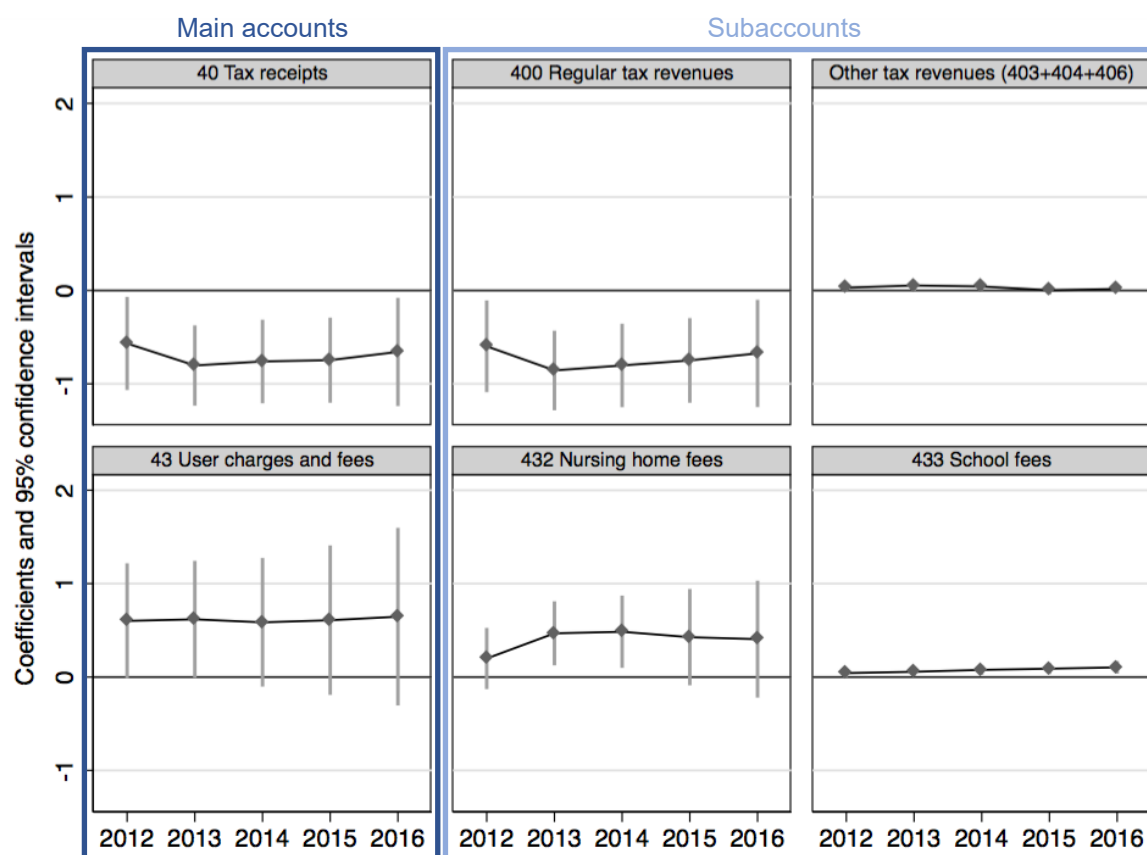 Main accounts
Subaccounts
40 Tax receipts
400 Regular tax revenues
Other tax revenues (403+404+406)
2
1
0
-1
43 User charges and fees
432 Nursing home fees
433 School fees
2
1
0
-1
Coefficients and 95% confidence intervals
2012 2013 2014 2015 2016
2012 2013 2014 2015 2016
2012 2013 2014 2015 2016